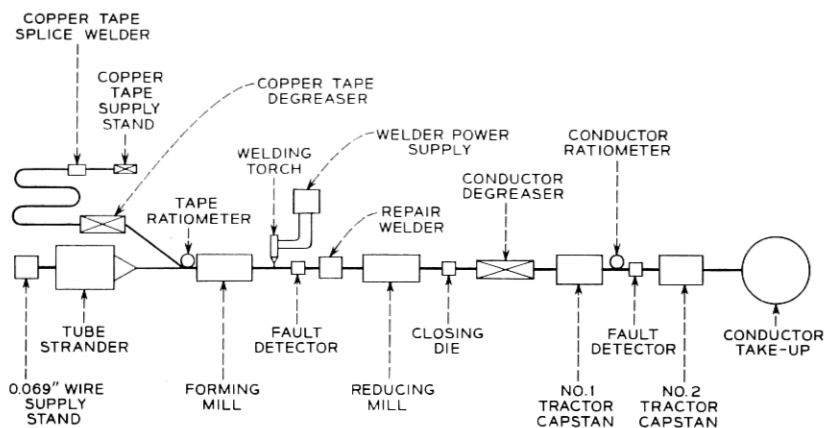 COPPER TAPE
SPLICE WELDER
COPPER
TAPE
SUPPLY
STAND
COPPER TAPE
DEGREASER
WELDING
TORCH
WELDER POWER
SUPPLY
CONDUCTOR
RATIOMETER
CONDUCTOR
DEGREASER
TAPE
RATIOMETER
REPAIR
WELDER
TUBE
STRANDER
FAULT
DETECTOR
CLOSING
DIE
FAULT
DETECTOR
CONDUCTOR
TAKE-UP
0.069" WIRE
SUPPLY
STAND
FORMING
MILL
REDUCING
MILL
NO.1
TRACTOR
CAPSTAN
NO.2
TRACTOR
CAPSTAN